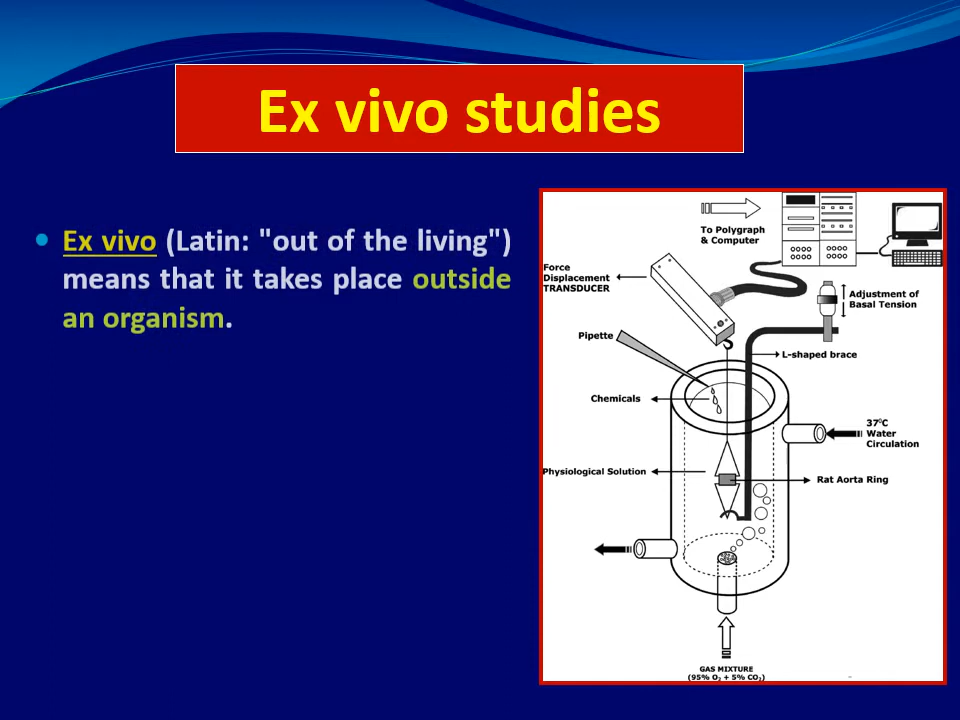 Ex vivo studies
Ex vivo (Latin: "out of the living")
means that it takes place outside
an organism.
To Polygraph
& Computer
Force
Displacement
TRANSDUCER
Adjustment of
Basal Tension
Pipette
L-shaped brace
Chemicals
37⁰C
Water
Circulation
Physiological Solution
Rat Aorta Ring
GAS MIXTURE
(95% O₂ + 5% CO₂)